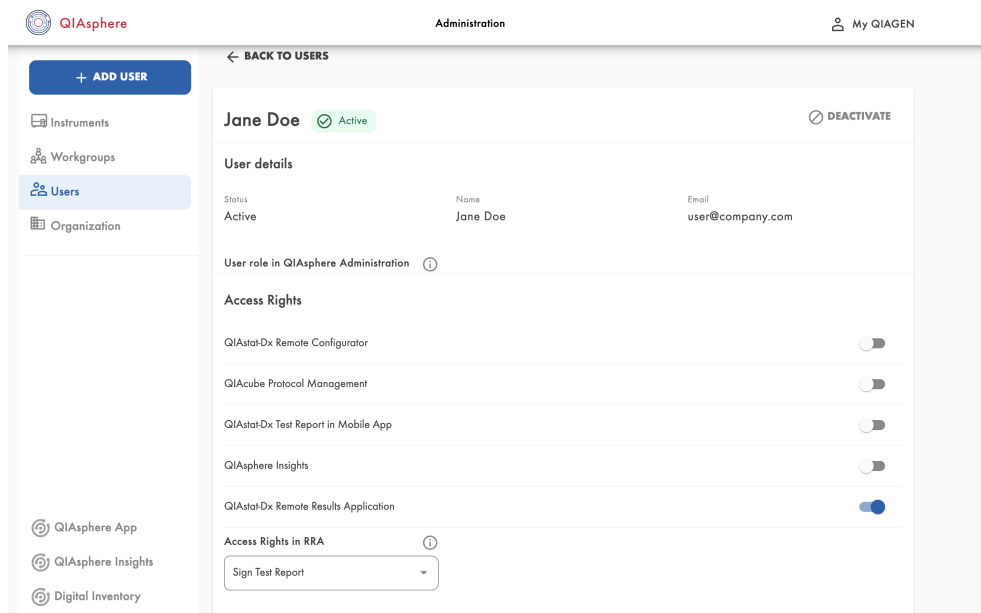 QIAsphere
Administration
My QIAGEN
ADD USER
Instruments
Workgroups
Users
Organization
QIAsphere App
QIAsphere Insights
Digital Inventory
BACK TO USERS
Jane Doe
Active
DEACTIVATE
User details
Status Name Email
Active Jane Doe user@company.com
User role in QIAsphere Administration
Access Rights
QIAstat-Dx Remote Configurator
QIAcube Protocol Management
QIAstat-Dx Test Report in Mobile App
QIAsphere Insights
QIAstat-Dx Remote Results Application
Access Rights in RRA
Sign Test Report